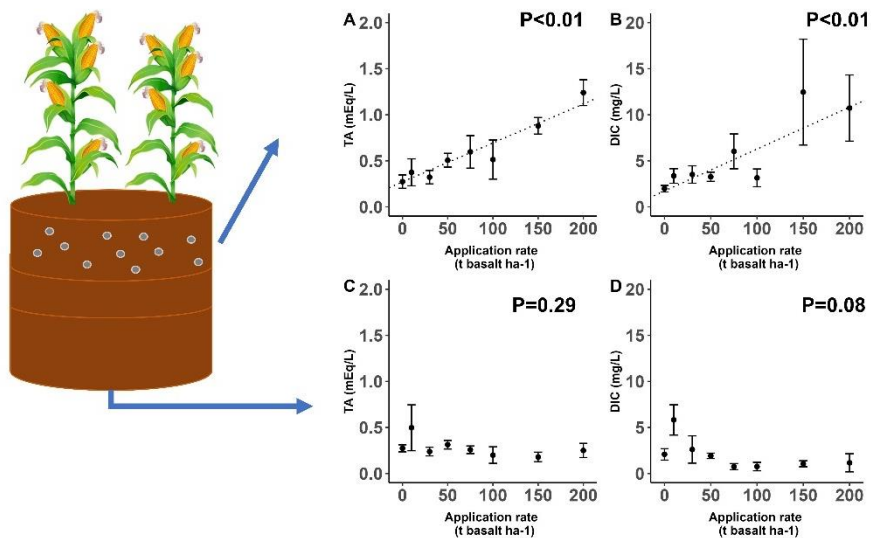 A
P<0.01
TA (mEq/L)
2.0
1.5
1.0
0.5
0.0
0 50 100 150 200
Application rate
(t basalt ha-1)
B
P<0.01
DIC (mg/L)
20
15
10
5
0
0 50 100 150 200
Application rate
(t basalt ha-1)
C
P=0.29
TA (mEq/L)
2.0
1.5
1.0
0.5
0.0
0 50 100 150 200
Application rate
(t basalt ha-1)
D
P=0.08
DIC (mg/L)
20
15
10
5
0
0 50 100 150 200
Application rate
(t basalt ha-1)